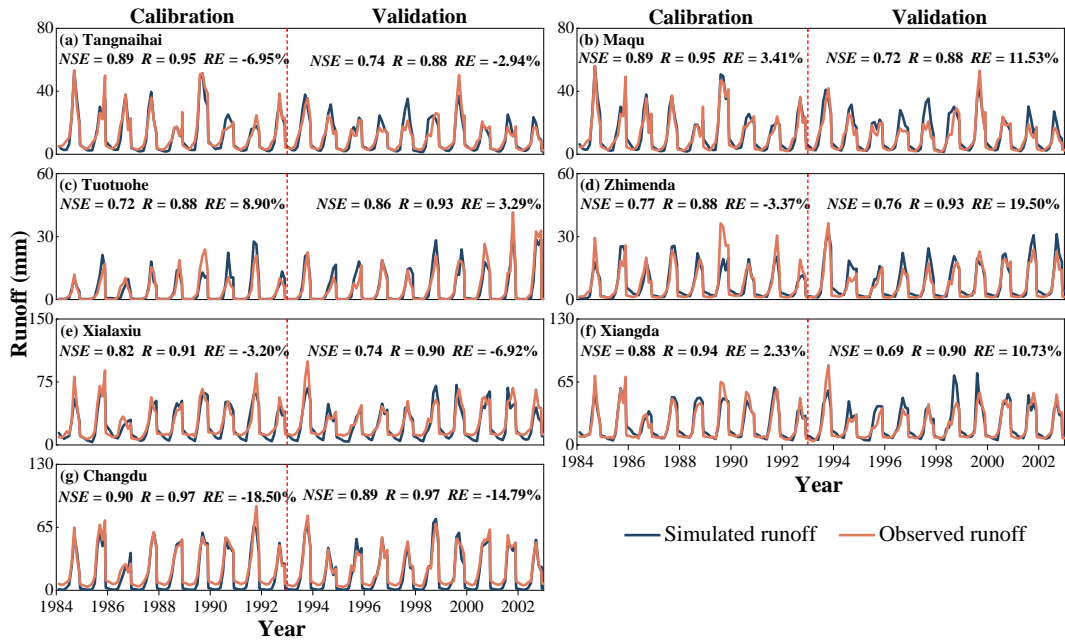 Calibration Validation Calibration Validation
80
40
0
(a) Tangnaihai
NSE = 0.89 R = 0.95 RE = -6.95% NSE = 0.74 R = 0.88 RE = -2.94%
80
40
0
(b) Maqu
NSE = 0.89 R = 0.95 RE = 3.41% NSE = 0.72 R = 0.88 RE = 11.53%
60
30
0
(c) Tuotuohe
NSE = 0.72 R = 0.88 RE = 8.90% NSE = 0.86 R = 0.93 RE = 3.29%
60
30
0
(d) Zhimenda
NSE = 0.77 R = 0.88 RE = -3.37% NSE = 0.76 R = 0.93 RE = 19.50%
Runoff (mm)
150
75
0
(e) Xialaxiu
NSE = 0.82 R = 0.91 RE = -3.20% NSE = 0.74 R = 0.90 RE = -6.92%
130
65
0
(f) Xiangda
NSE = 0.88 R = 0.94 RE = 2.33% NSE = 0.69 R = 0.90 RE = 10.73%
1984 1986 1988 1990 1992 1994 1996 1998 2000 2002
Year
130
65
0
(g) Changdu
NSE = 0.90 R = 0.97 RE = -18.50% NSE = 0.89 R = 0.97 RE = -14.79%
1984 1986 1988 1990 1992 1994 1996 1998 2000 2002
Year
Simulated runoff Observed runoff